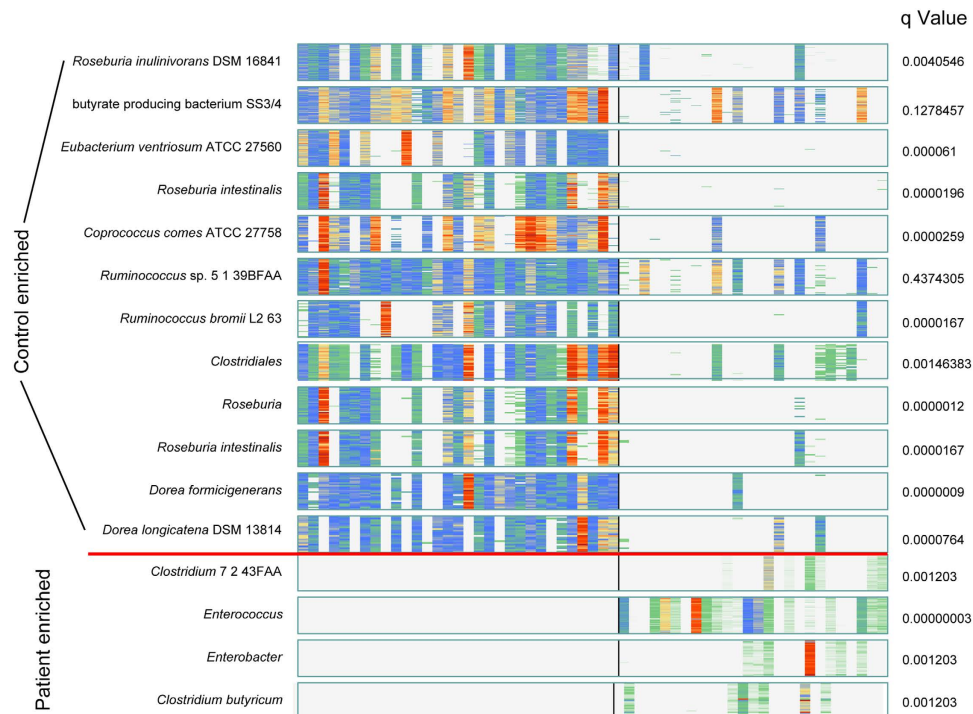 q Value
Roseburia inulinivorans DSM 16841 0.0040546
butyrate producing bacterium SS3/4 0.1278457
Eubacterium ventriosum ATCC 27560 0.000061
Roseburia intestinalis 0.0000196
Coprococcus comes ATCC 27758 0.0000259
Ruminococcus sp. 5 1 39BFAA 0.4374305
Ruminococcus bromii L2 63 0.0000167
Clostridiales 0.00146383
Roseburia 0.0000012
Roseburia intestinalis 0.0000167
Dorea formicigenerans 0.0000009
Dorea longicatena DSM 13814 0.0000764
Control enriched
Clostridium 7 2 43FAA 0.001203
Enterococcus 0.00000003
Enterobacter 0.001203
Clostridium butyricum 0.001203
Patient enriched